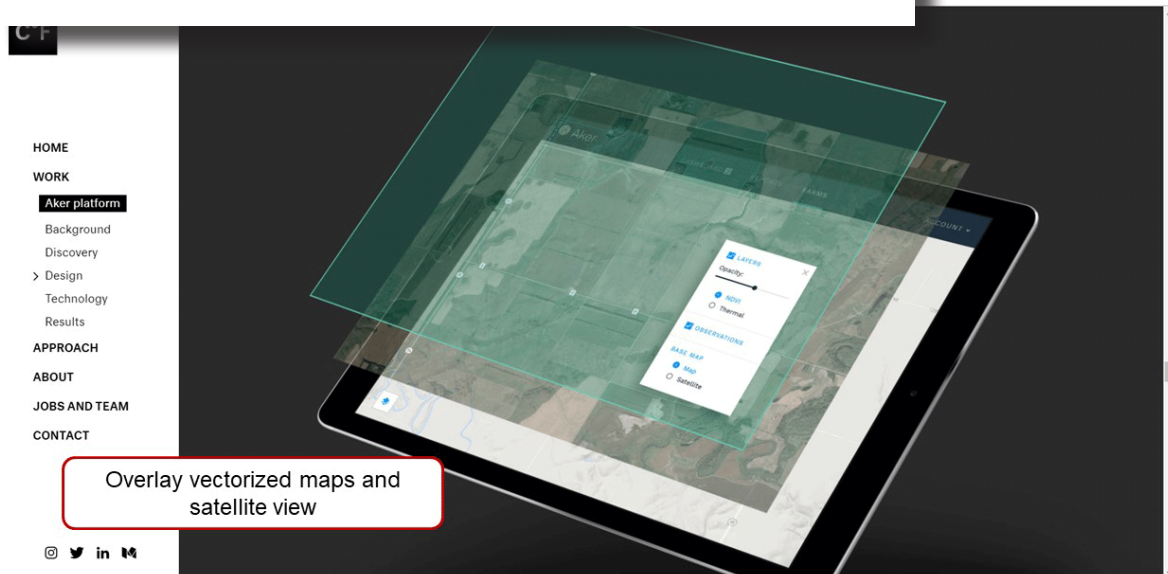 C°F
HOME
WORK
Aker platform
Background
Discovery
Design
Technology
Results
APPROACH
ABOUT
JOBS AND TEAM
CONTACT
Aker
FARMS
ACCOUNT
LAYERS
Opacity:
NDVI
Thermal
OBSERVATIONS
BASE MAP
Map
Satellite
Overlay vectorized maps and
satellite view